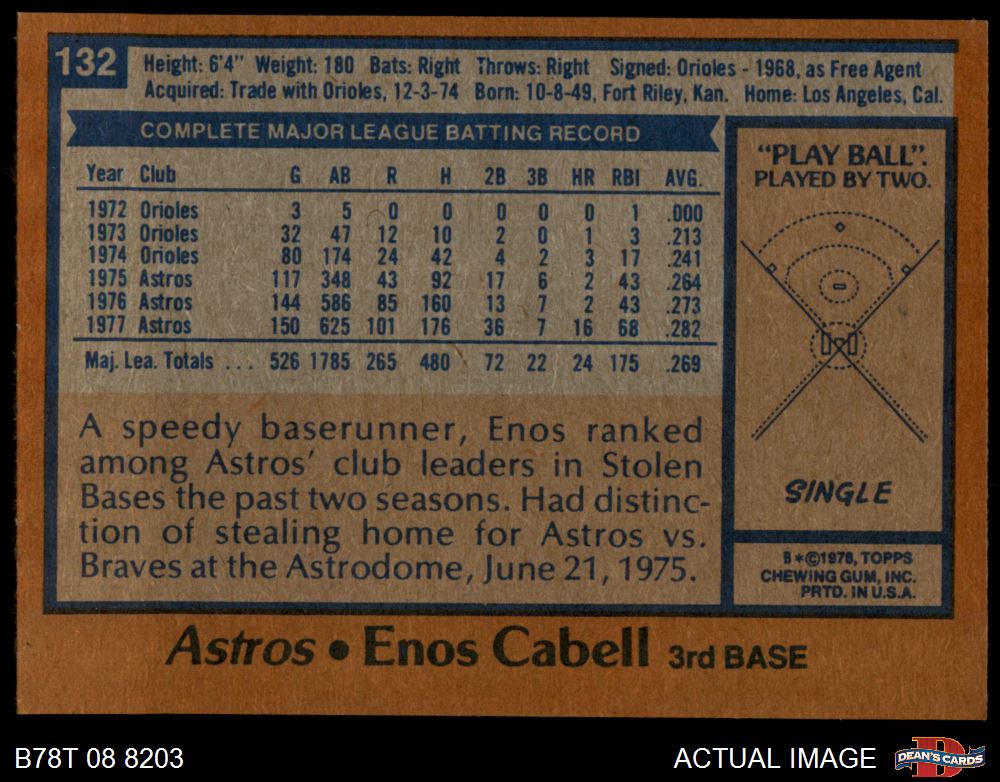 132
Height: 6'4" Weight: 180 Bats: Right Throws: Right Signed: Orioles - 1968, as Free Agent
Acquired: Trade with Orioles, 12-3-74 Born: 10-8-49, Fort Riley, Kan. Home: Los Angeles, Cal.
COMPLETE MAJOR LEAGUE BATTING RECORD
Year Club G AB R H 2B 3B HR RBI AVG.
1972 Orioles 3 5 0 0 0 0 0 1 .000
1973 Orioles 32 47 12 10 2 0 1 3 .213
1974 Orioles 80 174 24 42 4 2 3 17 .241
1975 Astros 117 348 43 92 17 6 2 43 .264
1976 Astros 144 586 85 160 13 7 2 43 .273
1977 Astros 150 625 101 176 36 7 16 68 .282
Maj. Lea. Totals . . . 526 1785 265 480 72 22 24 175 .269
A speedy baserunner, Enos ranked
among Astros' club leaders in Stolen
Bases the past two seasons. Had distinc-
tion of stealing home for Astros vs.
Braves at the Astrodome, June 21, 1975.
"PLAY BALL".
PLAYED BY TWO.
SINGLE
B*©1978, TOPPS
CHEWING GUM, INC.
PRTD. IN U.S.A.
Astros • Enos Cabell 3rd BASE
B78T 08 8203
ACTUAL IMAGE
D
DEAN'S CARDS